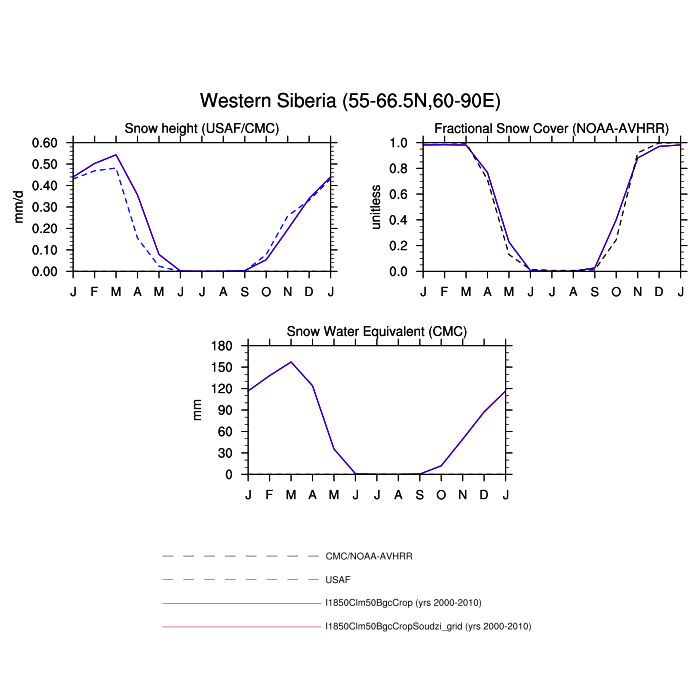 Western Siberia (55-66.5N,60-90E)
Snow height (USAF/CMC)
mm/d
0.60
0.50
0.40
0.30
0.20
0.10
0.00
J F M A M J J A S O N D J
Fractional Snow Cover (NOAA-AVHRR)
unitless
1.0
0.8
0.6
0.4
0.2
0.0
J F M A M J J A S O N D J
Snow Water Equivalent (CMC)
mm
180
150
120
90
60
30
0
J F M A M J J A S O N D J
CMC/NOAA-AVHRR
USAF
I1850Clm50BgcCrop (yrs 2000-2010)
I1850Clm50BgcCropSoudzi_grid (yrs 2000-2010)